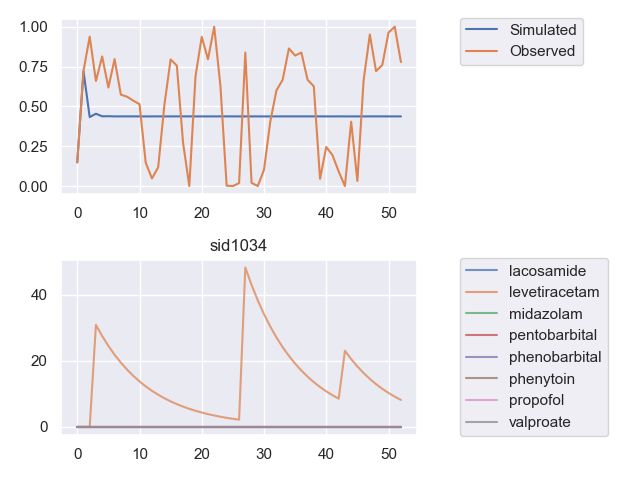 1.00
0.75
0.50
0.25
0.00
0 10 20 30 40 50
Simulated
Observed
sid1034
40
20
0
0 10 20 30 40 50
lacosamide
levetiracetam
midazolam
pentobarbital
phenobarbital
phenytoin
propofol
valproate